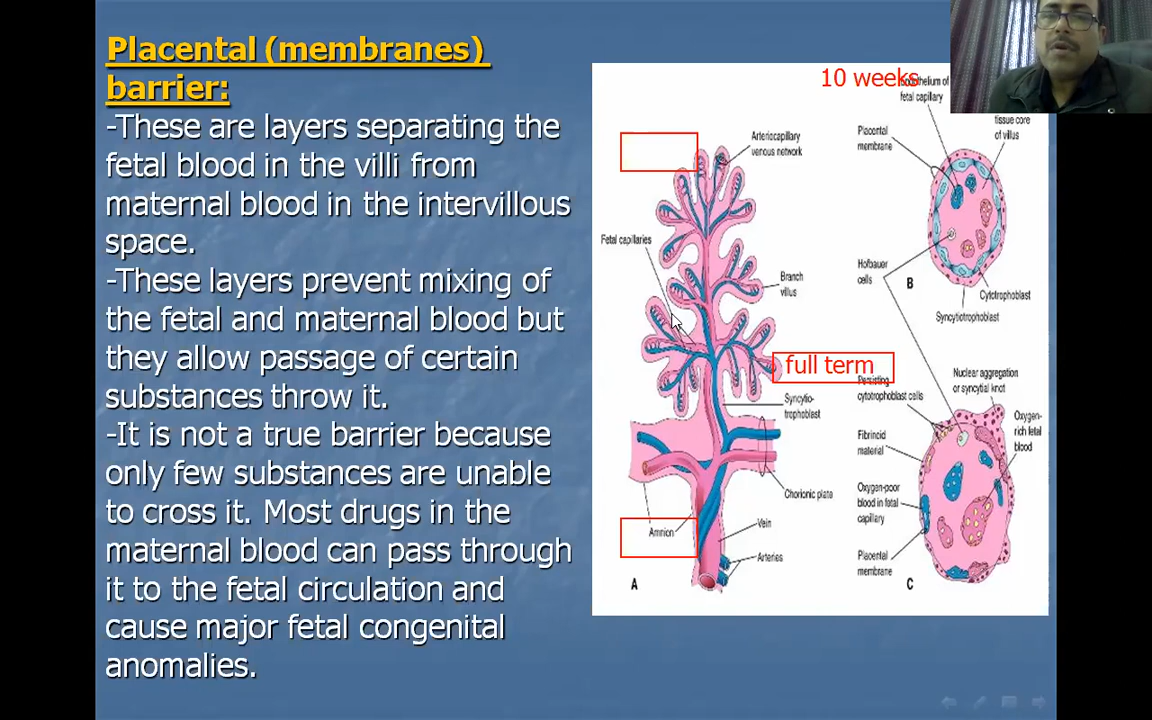 Placental (membranes)
barrier:
-These are layers separating the
fetal blood in the villi from
maternal blood in the intervillous
space.
-These layers prevent mixing of
the fetal and maternal blood but
they allow passage of certain
substances throw it.
-It is not a true barrier because
only few substances are unable
to cross it. Most drugs in the
maternal blood can pass through
it to the fetal circulation and
cause major fetal congenital
anomalies.
Arteriocapillary
venous network
Fetal capillaries
Branch
villus
full term
Syncytio-
trophoblast
Chorionic plate
Amnion
Vein
Arteries
A
10 weeks
fetal capillary
Placental
membrane
tissue core
of villus
Hofbauer
cells
B
Cytotrophoblast
Syncytiotrophoblast
Nuclear aggregation
or syncytial knot
Persisting
cytotrophoblast cells
Oxygen-
rich fetal
blood
Fibrinoid
material
Oxygen-poor
blood in fetal
capillary
Placental
membrane
C